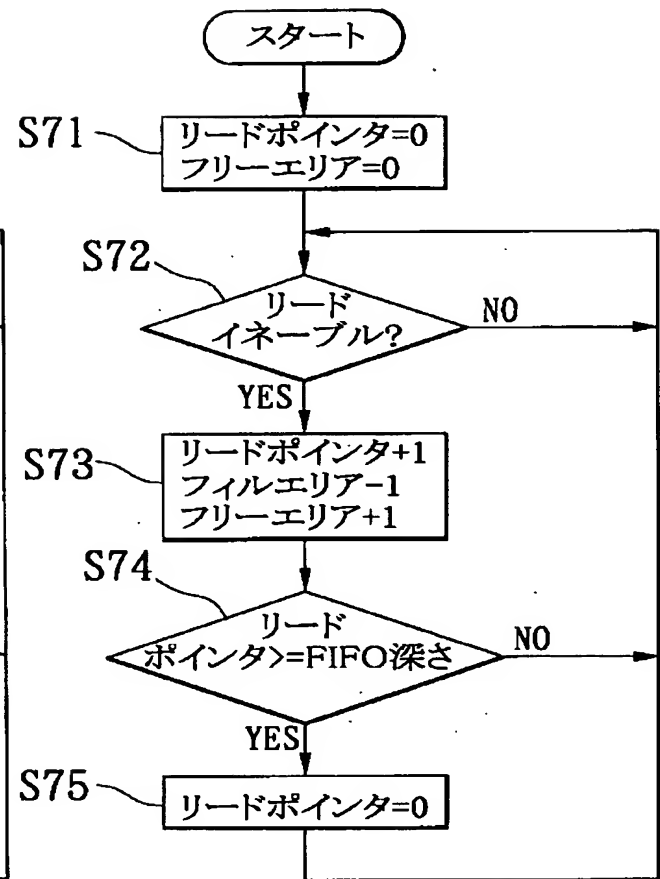 スタート
S71
リードポインタ=0
フリーエリア=0
S72
リード
イネーブル?
NO
YES
S73
リードポインタ+1
フィルエリア-1
フリーエリア+1
S74
リード
ポインタ>=FIFO深さ
NO
YES
S75
リードポインタ=0